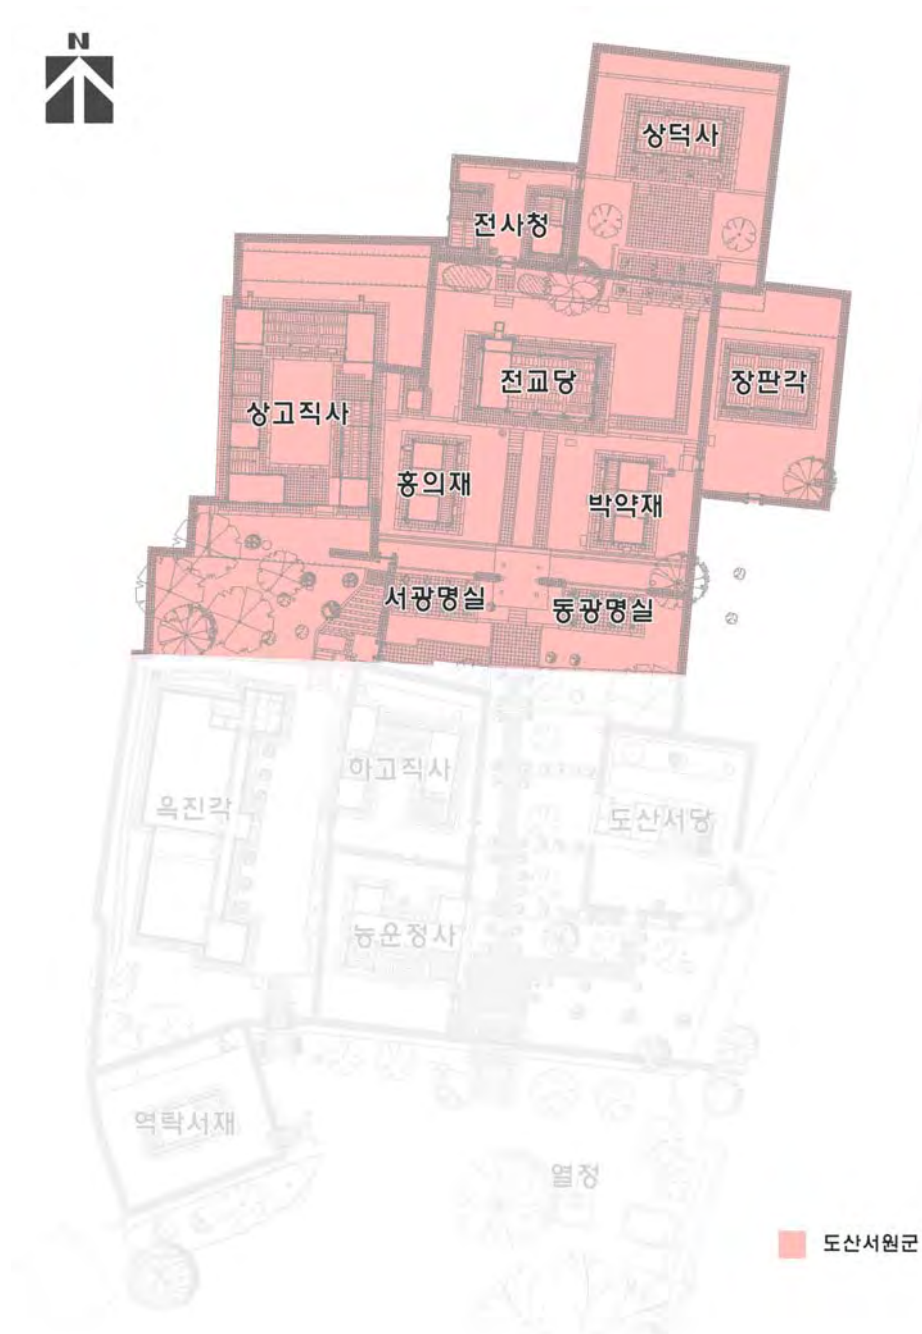 N
상덕사
전사청
전교당
장판각
상고직사
홍의재
박약재
서광명실
동광명실
하고직사
옥진각
도산서당
농운정사
역락서재
열정
도산서원군